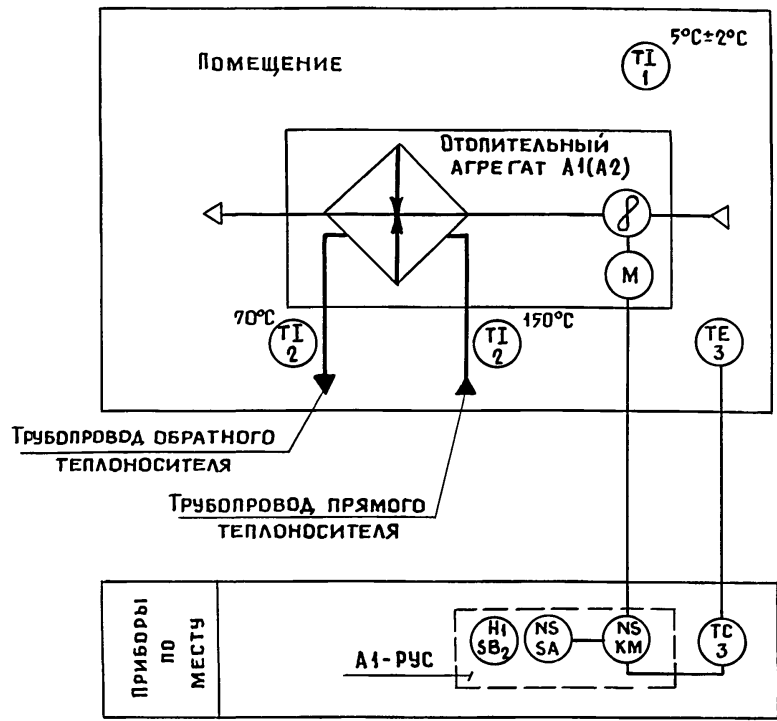 Помещение
5°С±2°С
TI
1
Отопительный
агрегат А1(А2)
М
70°С
TI
2
TI
2
150°С
TE
3
Трубопровод обратного
теплоносителя
Трубопровод прямого
теплоносителя
Приборы
по
месту
H1
SB2
NS
SA
NS
KM
TC
3
А1-РУС